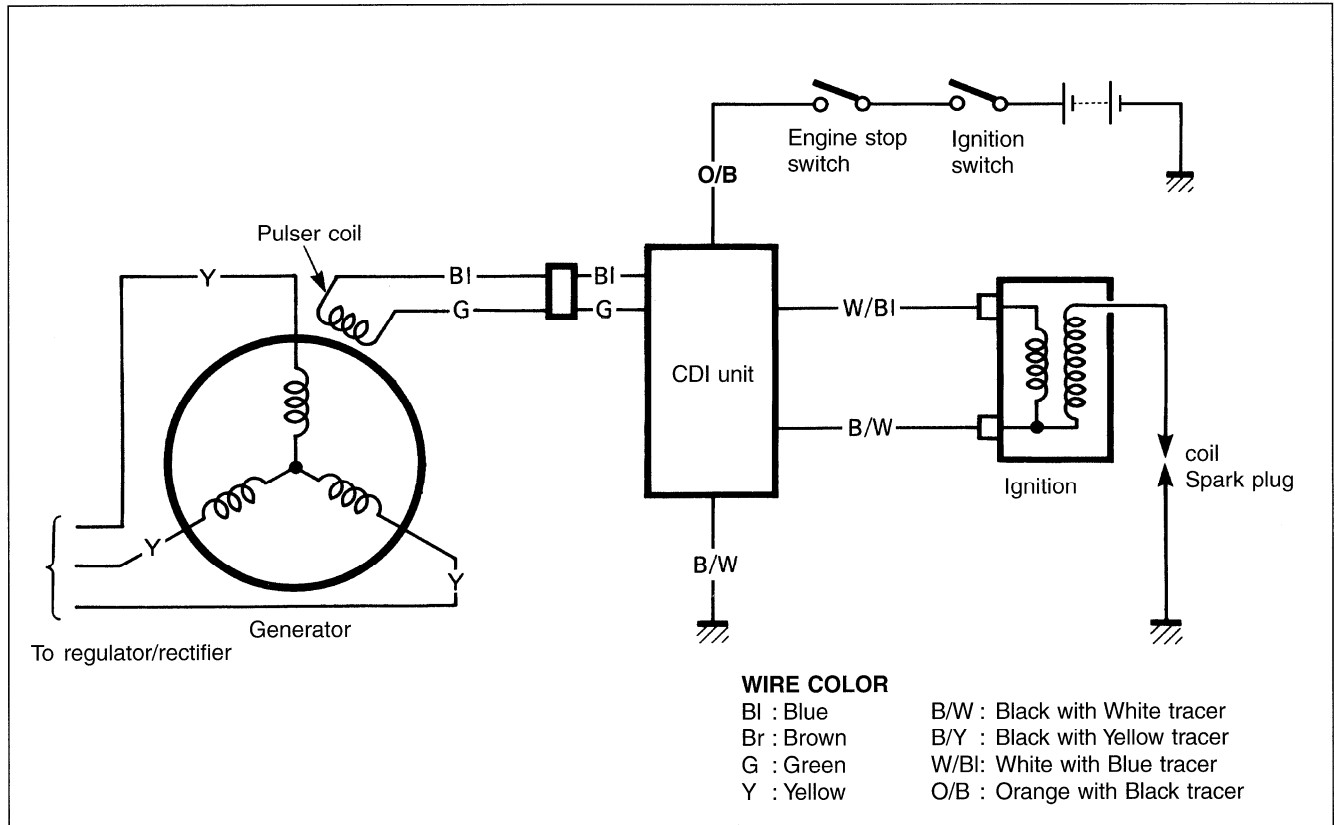 Engine stop
switch
Ignition
switch
O/B
Pulser coil
Y
Bl
Bl
G
G
W/Bl
CDI unit
B/W
coil
Spark plug
Ignition
Y
Y
B/W
Generator
To regulator/rectifier
WIRE COLOR
Bl : Blue
Br : Brown
G : Green
Y : Yellow
B/W : Black with White tracer
B/Y : Black with Yellow tracer
W/Bl: White with Blue tracer
O/B : Orange with Black tracer